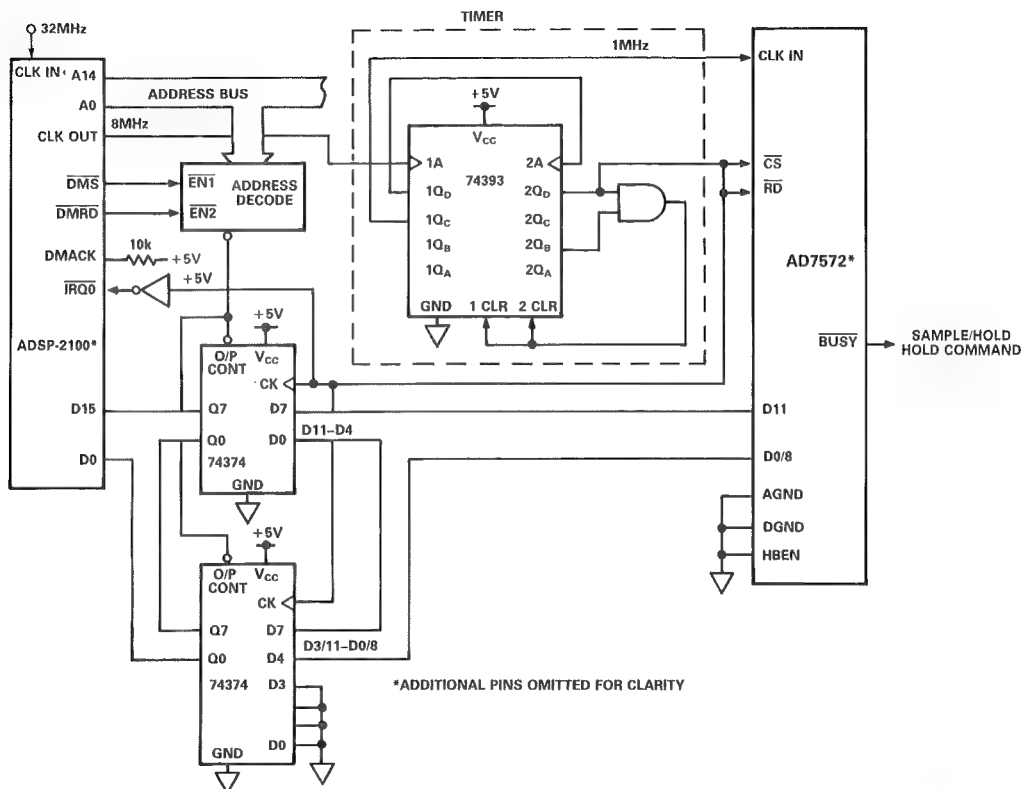 TIMER
32MHz
CLK IN
A14
ADDRESS BUS
A0
8MHz
CLK OUT
DMS
DMRD
EN1
EN2
ADDRESS
DECODE
DMACK
10k
+5V
IRQ0
+5V
ADSP-2100*
D15
D0
1MHz
+5V
VCC
1A
2A
74393
1QD
2QD
1QC
2QC
1QB
2QB
1QA
2QA
GND
1 CLR
2 CLR
CLK IN
CS
RD
AD7572*
BUSY
SAMPLE/HOLD
HOLD COMMAND
D11
D0/8
AGND
DGND
HBEN
+5V
O/P
CONT
VCC
CK
Q7
D7
Q0
D0
D11–D4
74374
GND
+5V
O/P
CONT
VCC
CK
Q7
D7
D3/11–D0/8
Q0
D4
74374
D3
D0
GND
*ADDITIONAL PINS OMITTED FOR CLARITY